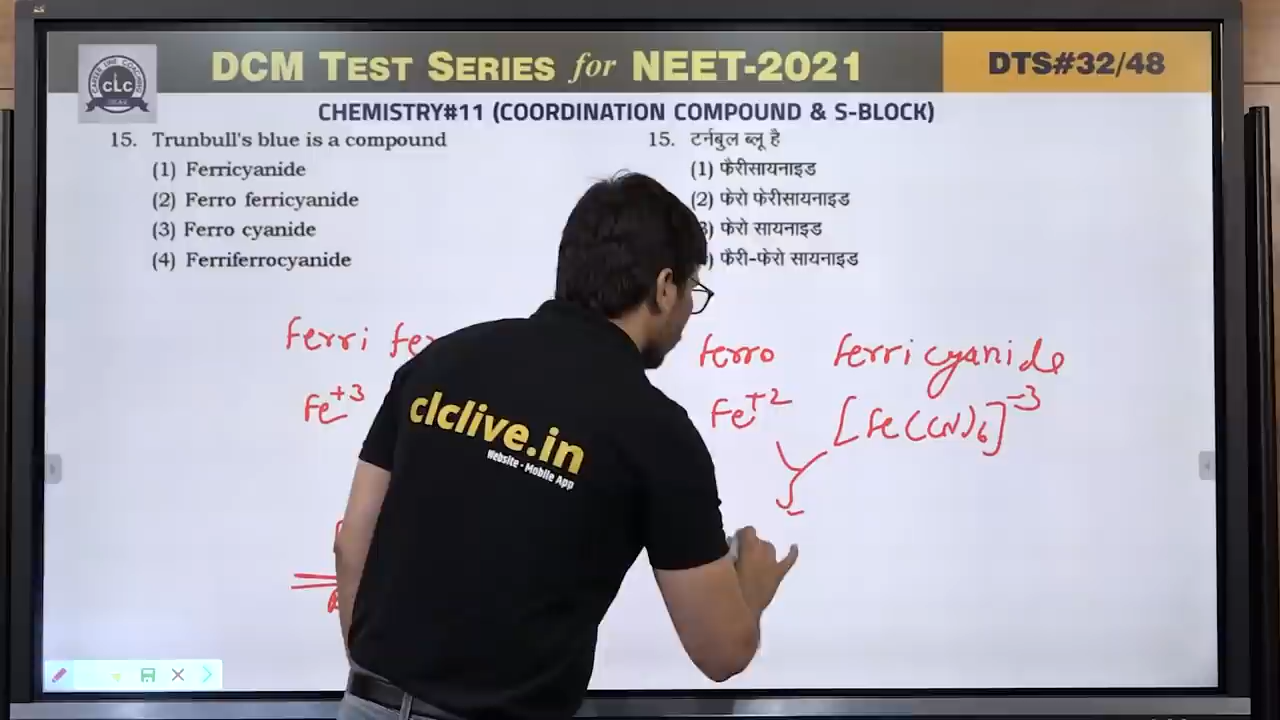 DCM TEST SERIES for NEET-2021
DTS#32/48
CLC
CHEMISTRY#11 (COORDINATION COMPOUND & S-BLOCK)
15. Trunbull's blue is a compound
(1) Ferricyanide
(2) Ferro ferricyanide
(3) Ferro cyanide
(4) Ferriferrocyanide
15. टर्नबुल ब्लू है
(1) फैरीसायनाइड
(2) फेरो फेरीसायनाइड
3) फेरो सायनाइड
) फैरी-फेरो सायनाइड
Ferri
Ferro Ferricyanide
Fe+3
Fe+2 [Fe(CN)6]-3
clclive.in
Website - Mobile App